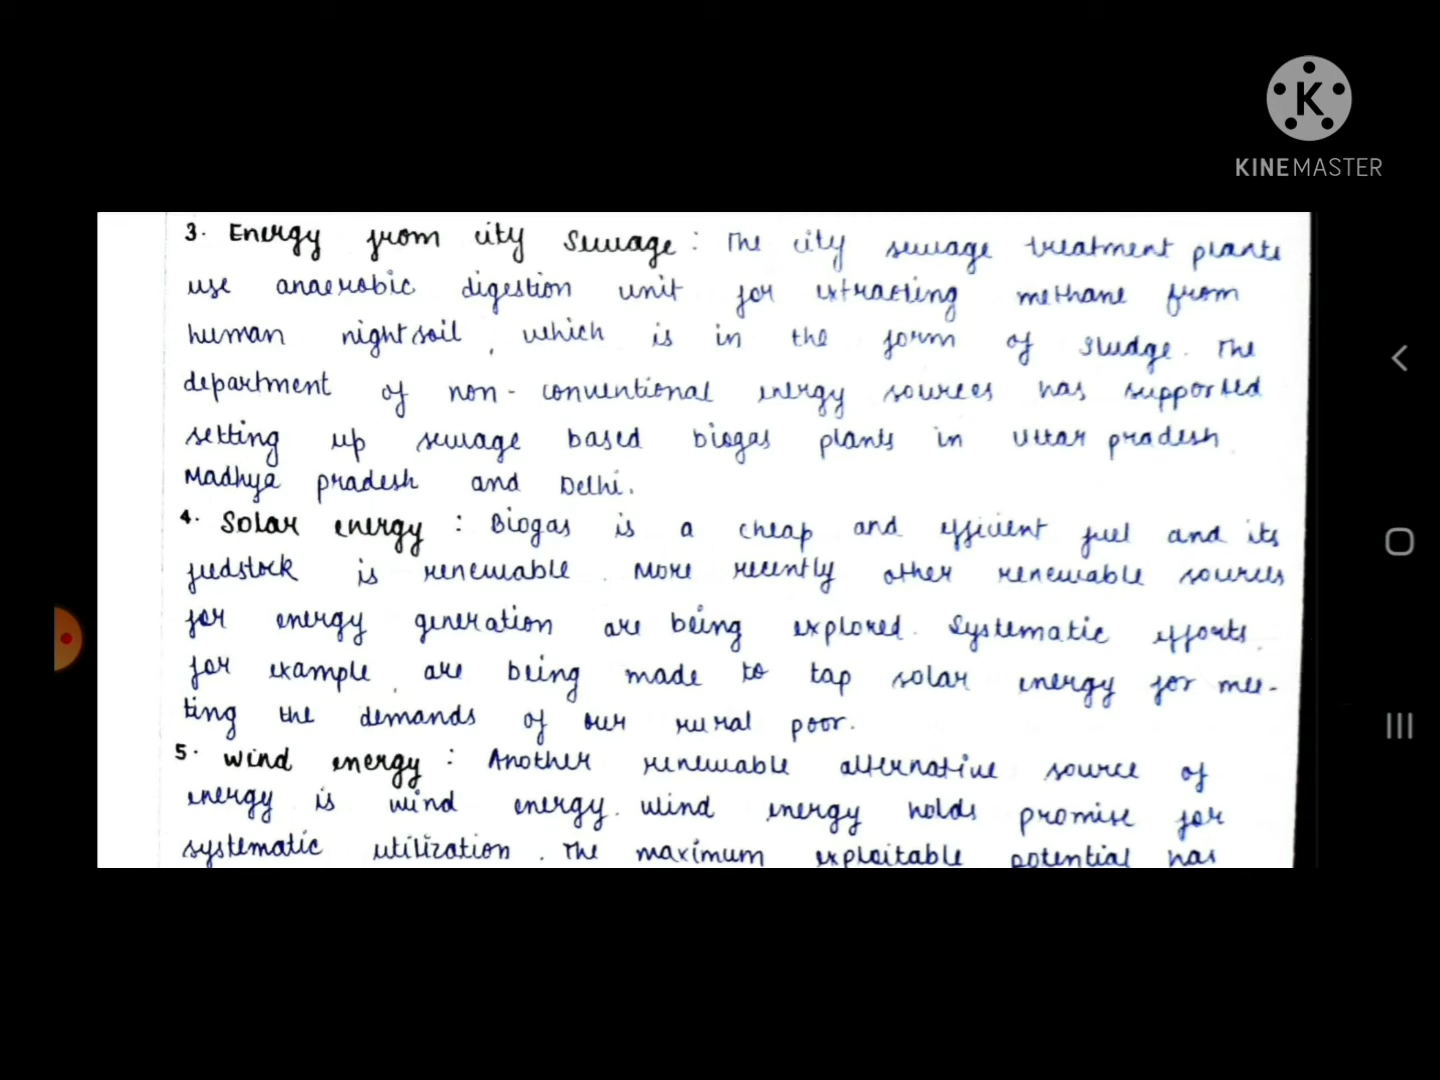 K
KINEMASTER
3. Energy from city Sewage : The city sewage treatment plants
use anaerobic digestion unit for extracting methane from
human nightsoil, which is in the form of sludge. The
department of non-conventional energy sources has supported
setting up sewage based biogas plants in Uttar pradesh
Madhya pradesh and Delhi.
4. Solar energy : Biogas is a cheap and efficient fuel and its
feedstock is renewable. More recently other renewable sources
for energy generation are being explored. Systematic efforts,
for example, are being made to tap solar energy for mee-
ting the demands of our rural poor.
5. Wind energy : Another renewable alternative source of
energy is wind energy. Wind energy holds promise for
systematic utilization. The maximum exploitable potential has